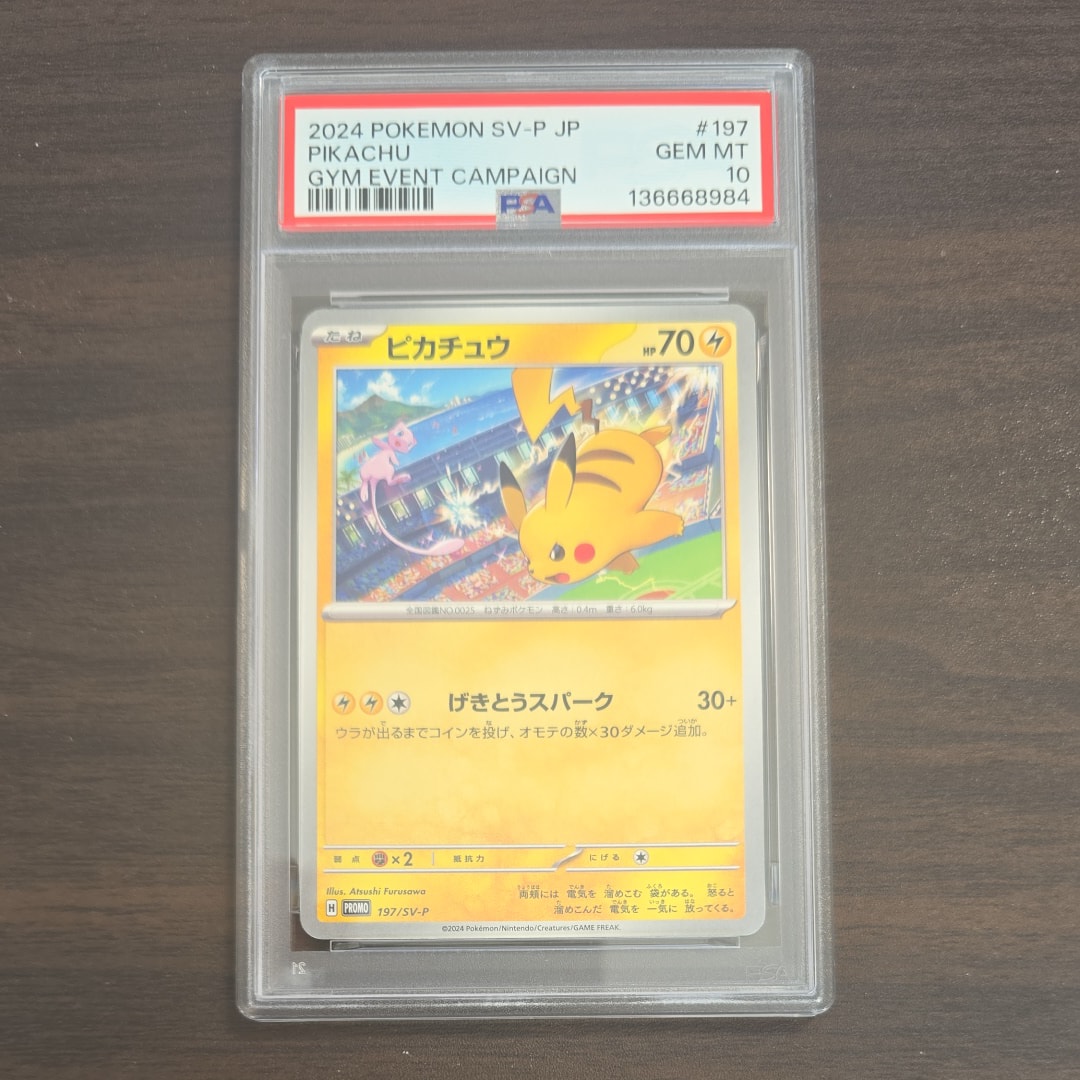 2024 POKEMON SV-P JP #197
PIKACHU GEM MT
GYM EVENT CAMPAIGN 10
PSA 136668984
たね ピカチュウ HP70
全国図鑑NO.0025 ねずみポケモン 高さ:0.4m 重さ:6.0kg
げきとうスパーク 30+
ウラが出るまでコインを投げ、オモテの数×30ダメージ追加。
弱点 ×2 抵抗力 にげる
Illus. Atsushi Furusawa
両頬には 電気を 溜めこむ 袋がある。 怒ると
溜めこんだ 電気を 一気に 放ってくる。
H PROMO 197/SV-P
©2024 Pokémon/Nintendo/Creatures/GAME FREAK.
21 PSA